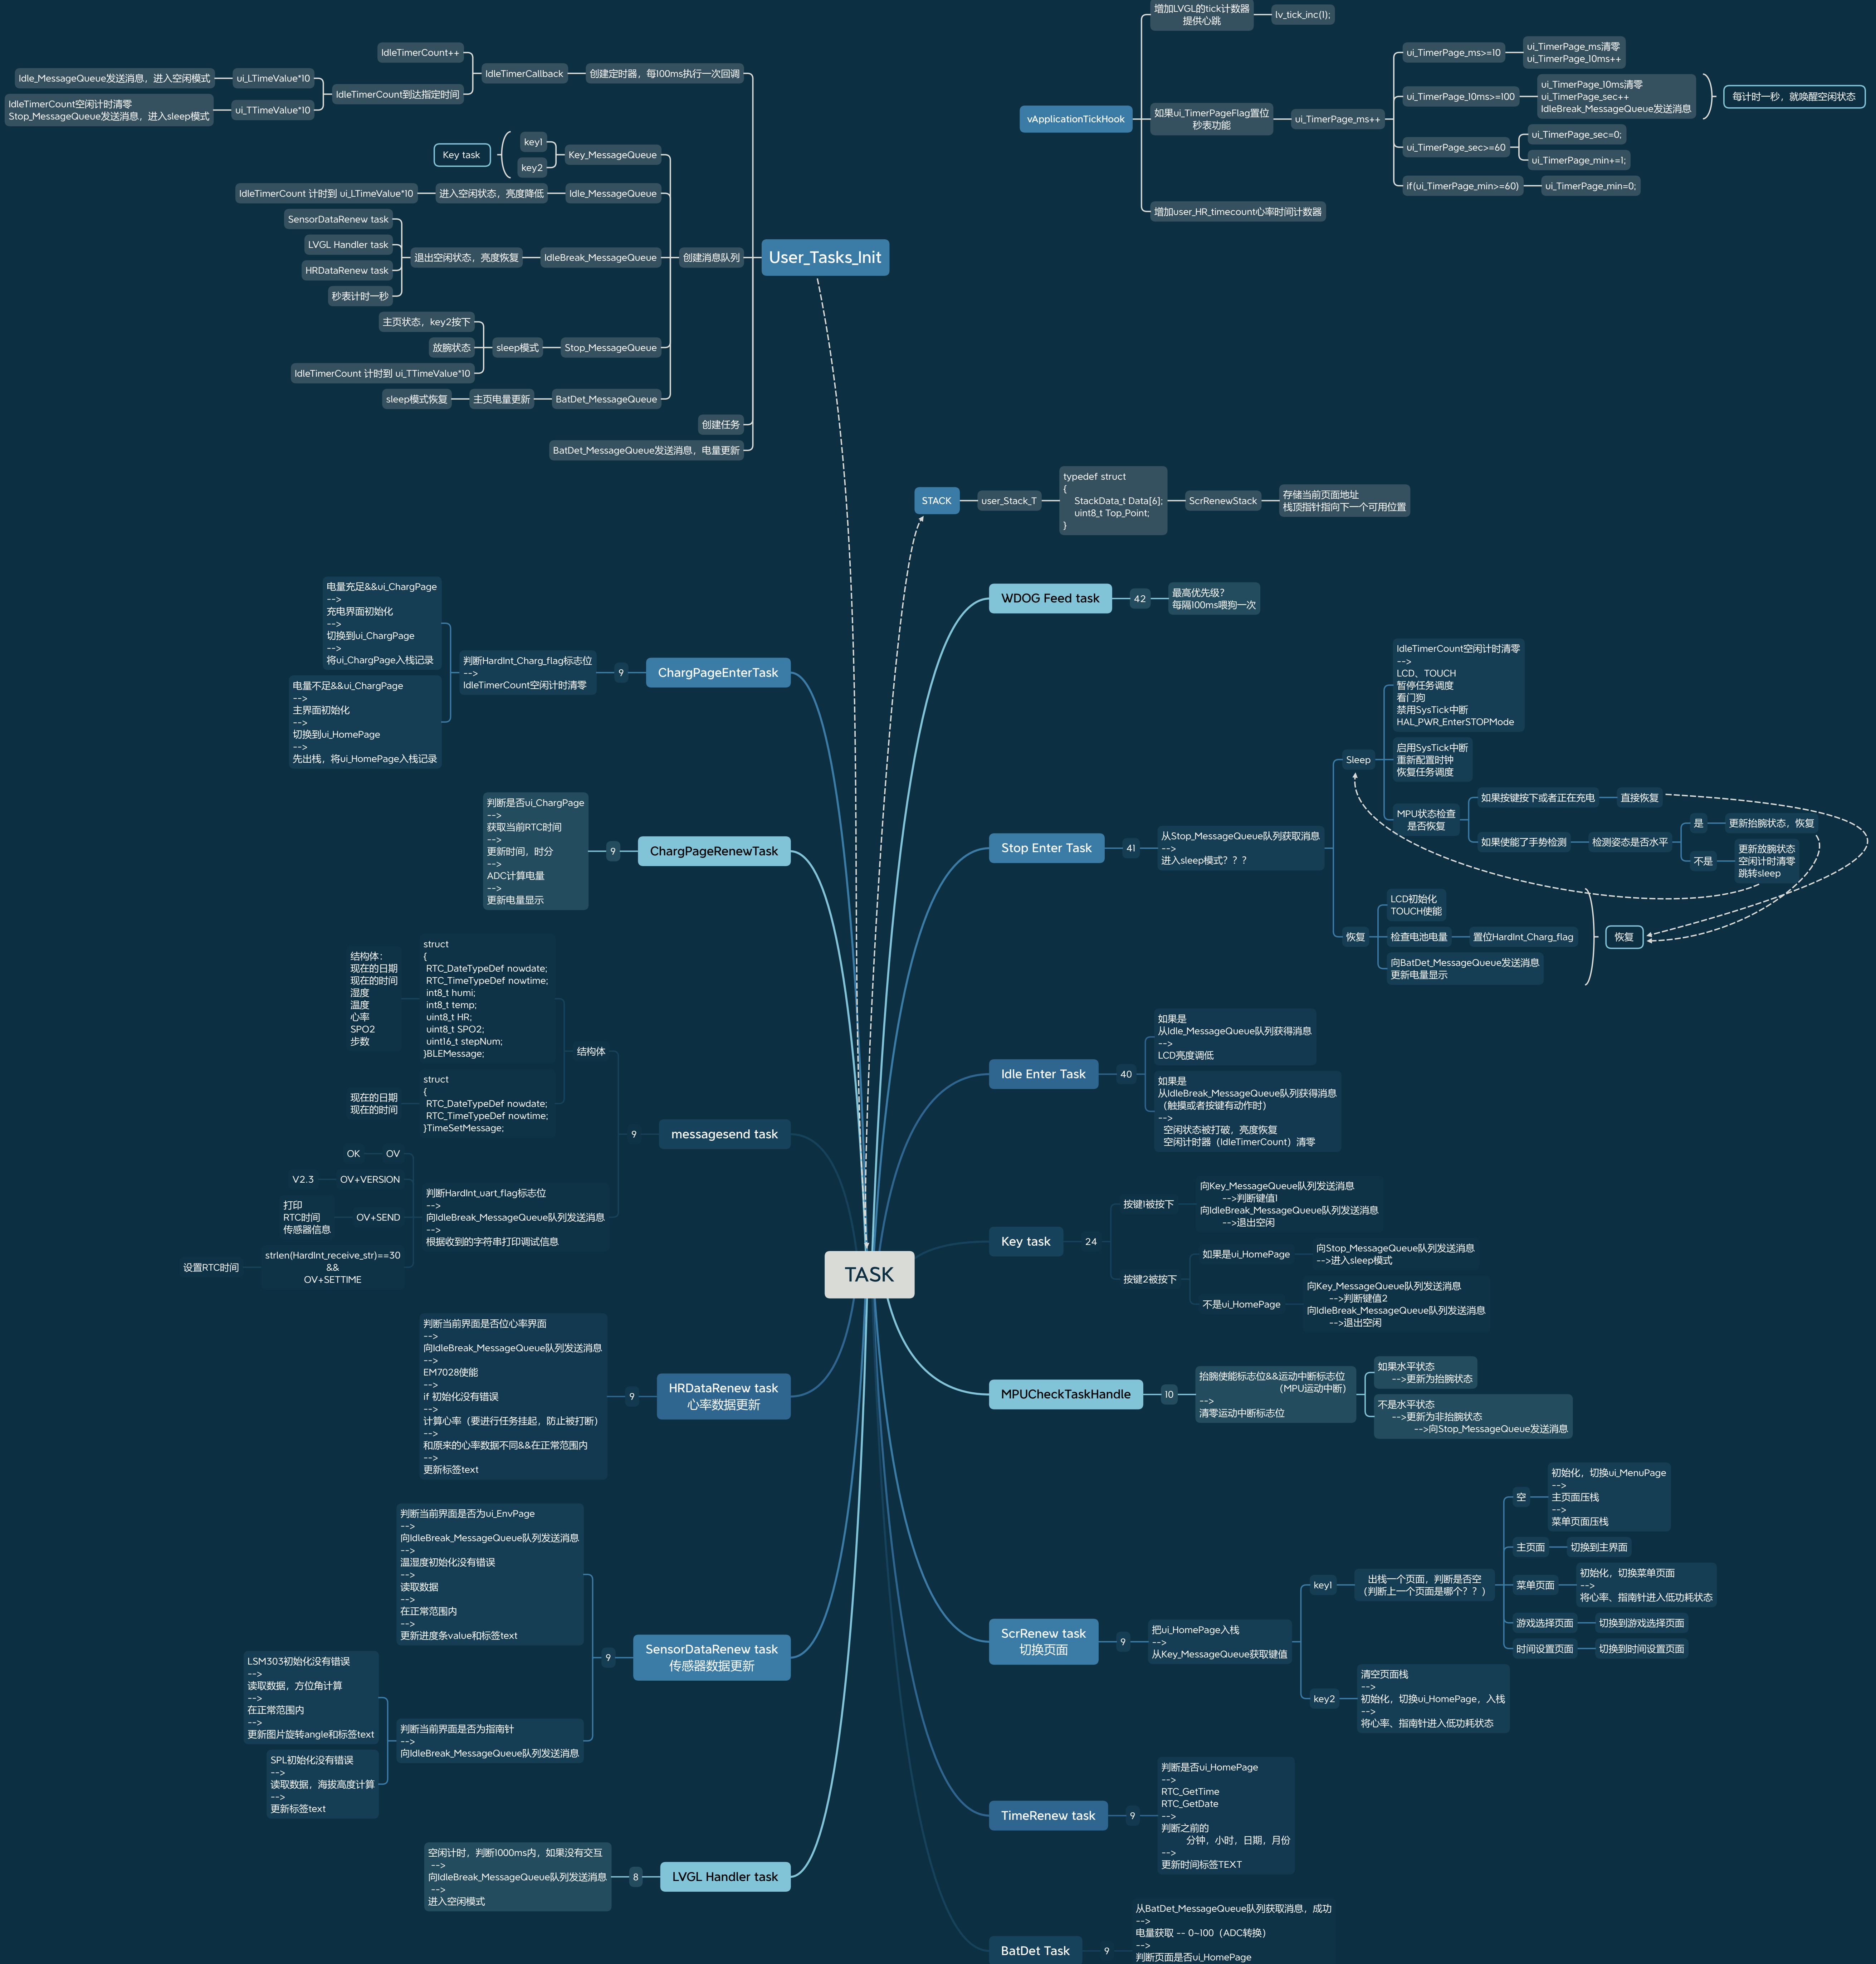 增加LVGL的tick计数器
提供心跳
lv_tick_inc(1);
vApplicationTickHook
如果ui_TimerPageFlag置位
秒表功能
ui_TimerPage_ms++
ui_TimerPage_ms>=10
ui_TimerPage_ms清零
ui_TimerPage_10ms++
ui_TimerPage_10ms>=100
ui_TimerPage_10ms清零
ui_TimerPage_sec++
IdleBreak_MessageQueue发送消息
每计时一秒，就唤醒空闲状态
ui_TimerPage_sec>=60
ui_TimerPage_sec=0;
ui_TimerPage_min+=1;
if(ui_TimerPage_min>=60)
ui_TimerPage_min=0;
增加user_HR_timecount心率时间计数器
User_Tasks_Init
创建定时器，每100ms执行一次回调
IdleTimerCallback
IdleTimerCount++
IdleTimerCount到达指定时间
ui_LTimeValue*10
Idle_MessageQueue发送消息，进入空闲模式
ui_TTimeValue*10
IdleTimerCount空闲计时清零
Stop_MessageQueue发送消息，进入sleep模式
创建消息队列
Key_MessageQueue
key1
key2
Key task
Idle_MessageQueue
进入空闲状态，亮度降低
IdleTimerCount 计时到 ui_LTimeValue*10
IdleBreak_MessageQueue
退出空闲状态，亮度恢复
SensorDataRenew task
LVGL Handler task
HRDataRenew task
秒表计时一秒
Stop_MessageQueue
sleep模式
主页状态，key2按下
放腕状态
IdleTimerCount 计时到 ui_TTimeValue*10
BatDet_MessageQueue
主页电量更新
sleep模式恢复
创建任务
BatDet_MessageQueue发送消息，电量更新
STACK
user_Stack_T
typedef struct
{
StackData_t Data[6];
uint8_t Top_Point;
}
ScrRenewStack
存储当前页面地址
栈顶指针指向下一个可用位置
TASK
WDOG Feed task
42
最高优先级？
每隔100ms喂狗一次
Stop Enter Task
41
从Stop_MessageQueue队列获取消息
-->
进入sleep模式？？？
Sleep
IdleTimerCount空闲计时清零
-->
LCD、TOUCH
暂停任务调度
看门狗
禁用SysTick中断
HAL_PWR_EnterSTOPMode
启用SysTick中断
重新配置时钟
恢复任务调度
MPU状态检查
是否恢复
如果按键按下或者正在充电
直接恢复
如果使能了手势检测
检测姿态是否水平
是
更新抬腕状态，恢复
不是
更新放腕状态
空闲计时清零
跳转sleep
恢复
LCD初始化
TOUCH使能
检查电池电量
置位HardInt_Charg_flag
向BatDet_MessageQueue发送消息
更新电量显示
恢复
Idle Enter Task
40
如果是
从Idle_MessageQueue队列获得消息
-->
LCD亮度调低
如果是
从IdleBreak_MessageQueue队列获得消息
（触摸或者按键有动作时）
-->
空闲状态被打破，亮度恢复
空闲计时器（IdleTimerCount）清零
Key task
24
按键1被按下
向Key_MessageQueue队列发送消息
-->判断键值1
向IdleBreak_MessageQueue队列发送消息
-->退出空闲
按键2被按下
如果是ui_HomePage
向Stop_MessageQueue队列发送消息
-->进入sleep模式
不是ui_HomePage
向Key_MessageQueue队列发送消息
-->判断键值2
向IdleBreak_MessageQueue队列发送消息
-->退出空闲
MPUCheckTaskHandle
10
抬腕使能标志位&&运动中断标志位
（MPU运动中断）
-->
清零运动中断标志位
如果水平状态
-->更新为抬腕状态
不是水平状态
-->更新为非抬腕状态
-->向Stop_MessageQueue发送消息
ScrRenew task
切换页面
9
把ui_HomePage入栈
-->
从Key_MessageQueue获取键值
key1
出栈一个页面，判断是否空
（判断上一个页面是哪个？？）
空
初始化，切换ui_MenuPage
-->
主页面压栈
-->
菜单页面压栈
主页面
切换到主界面
菜单页面
初始化，切换菜单页面
-->
将心率、指南针进入低功耗状态
游戏选择页面
切换到游戏选择页面
时间设置页面
切换到时间设置页面
key2
清空页面栈
-->
初始化，切换ui_HomePage，入栈
-->
将心率、指南针进入低功耗状态
TimeRenew task
9
判断是否ui_HomePage
-->
RTC_GetTime
RTC_GetDate
-->
判断之前的
分钟，小时，日期，月份
-->
更新时间标签TEXT
BatDet Task
9
从BatDet_MessageQueue队列获取消息，成功
-->
电量获取 -- 0~100（ADC转换）
-->
判断页面是否ui_HomePage
ChargPageEnterTask
9
判断HardInt_Charg_flag标志位
-->
IdleTimerCount空闲计时清零
电量充足&&ui_ChargPage
-->
充电界面初始化
-->
切换到ui_ChargPage
-->
将ui_ChargPage入栈记录
电量不足&&ui_ChargPage
-->
主界面初始化
-->
切换到ui_HomePage
-->
先出栈，将ui_HomePage入栈记录
ChargPageRenewTask
9
判断是否ui_ChargPage
-->
获取当前RTC时间
-->
更新时间，时分
-->
ADC计算电量
-->
更新电量显示
messagesend task
9
结构体
struct
{
RTC_DateTypeDef nowdate;
RTC_TimeTypeDef nowtime;
int8_t humi;
int8_t temp;
uint8_t HR;
uint8_t SPO2;
uint16_t stepNum;
}BLEMessage;
结构体：
现在的日期
现在的时间
湿度
温度
心率
SPO2
步数
struct
{
RTC_DateTypeDef nowdate;
RTC_TimeTypeDef nowtime;
}TimeSetMessage;
现在的日期
现在的时间
判断HardInt_uart_flag标志位
-->
向IdleBreak_MessageQueue队列发送消息
-->
根据收到的字符串打印调试信息
OV
OK
OV+VERSION
V2.3
OV+SEND
打印
RTC时间
传感器信息
strlen(HardInt_receive_str)==30
&&
OV+SETTIME
设置RTC时间
HRDataRenew task
心率数据更新
9
判断当前界面是否位心率界面
-->
向IdleBreak_MessageQueue队列发送消息
-->
EM7028使能
-->
if 初始化没有错误
-->
计算心率（要进行任务挂起，防止被打断）
-->
和原来的心率数据不同&&在正常范围内
-->
更新标签text
SensorDataRenew task
传感器数据更新
9
判断当前界面是否为ui_EnvPage
-->
向IdleBreak_MessageQueue队列发送消息
-->
温湿度初始化没有错误
-->
读取数据
-->
在正常范围内
-->
更新进度条value和标签text
判断当前界面是否为指南针
-->
向IdleBreak_MessageQueue队列发送消息
LSM303初始化没有错误
-->
读取数据，方位角计算
-->
在正常范围内
-->
更新图片旋转angle和标签text
SPL初始化没有错误
-->
读取数据，海拔高度计算
-->
更新标签text
LVGL Handler task
8
空闲计时，判断1000ms内，如果没有交互
-->
向IdleBreak_MessageQueue队列发送消息
-->
进入空闲模式